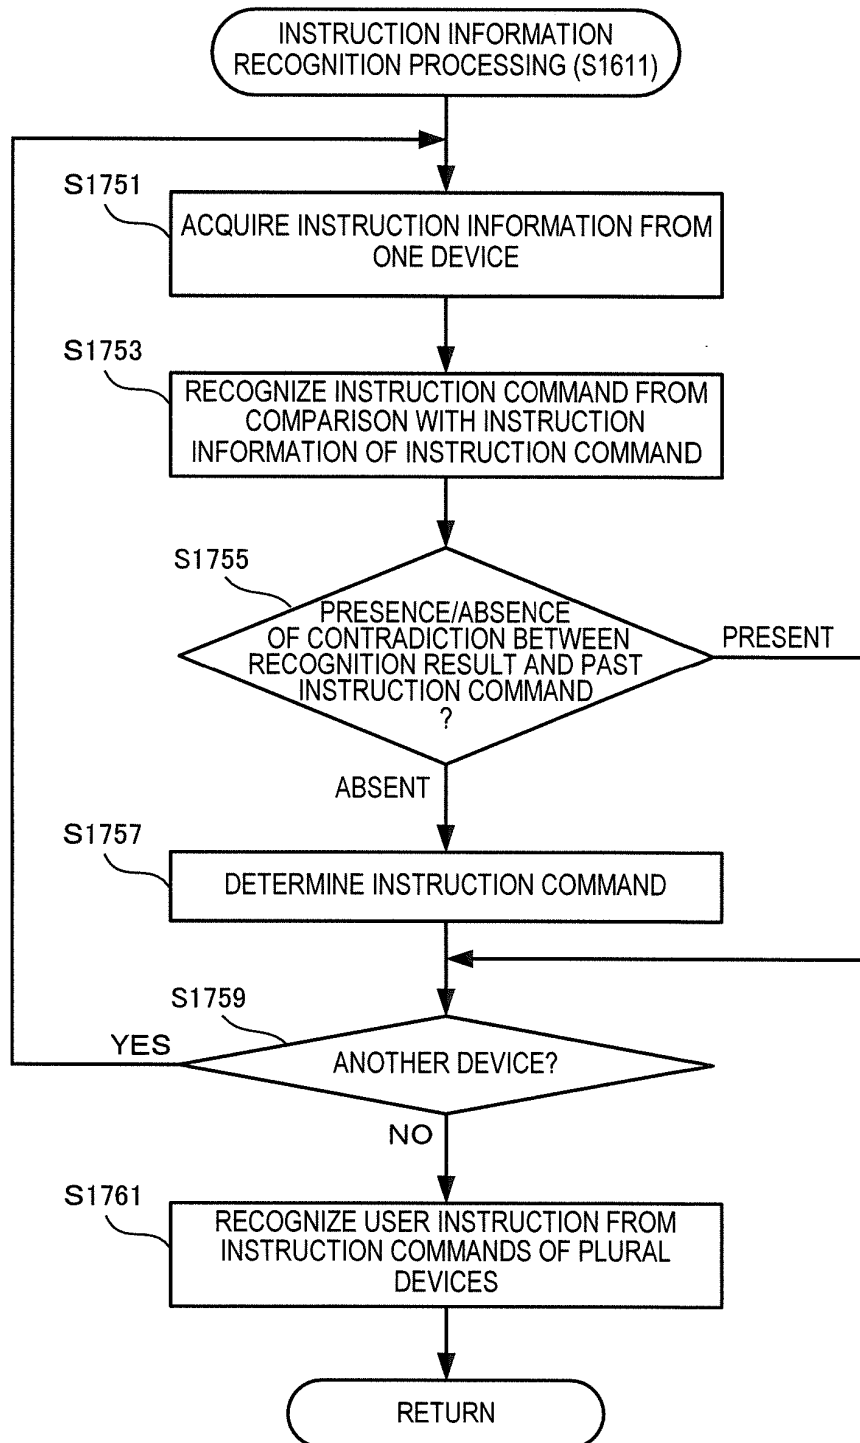 INSTRUCTION INFORMATION
RECOGNITION PROCESSING (S1611)
S1751
ACQUIRE INSTRUCTION INFORMATION FROM
ONE DEVICE
S1753
RECOGNIZE INSTRUCTION COMMAND FROM
COMPARISON WITH INSTRUCTION
INFORMATION OF INSTRUCTION COMMAND
S1755
PRESENCE/ABSENCE
OF CONTRADICTION BETWEEN
RECOGNITION RESULT AND PAST
INSTRUCTION COMMAND
?
PRESENT
ABSENT
S1757
DETERMINE INSTRUCTION COMMAND
S1759
YES
ANOTHER DEVICE?
NO
S1761
RECOGNIZE USER INSTRUCTION FROM
INSTRUCTION COMMANDS OF PLURAL
DEVICES
RETURN